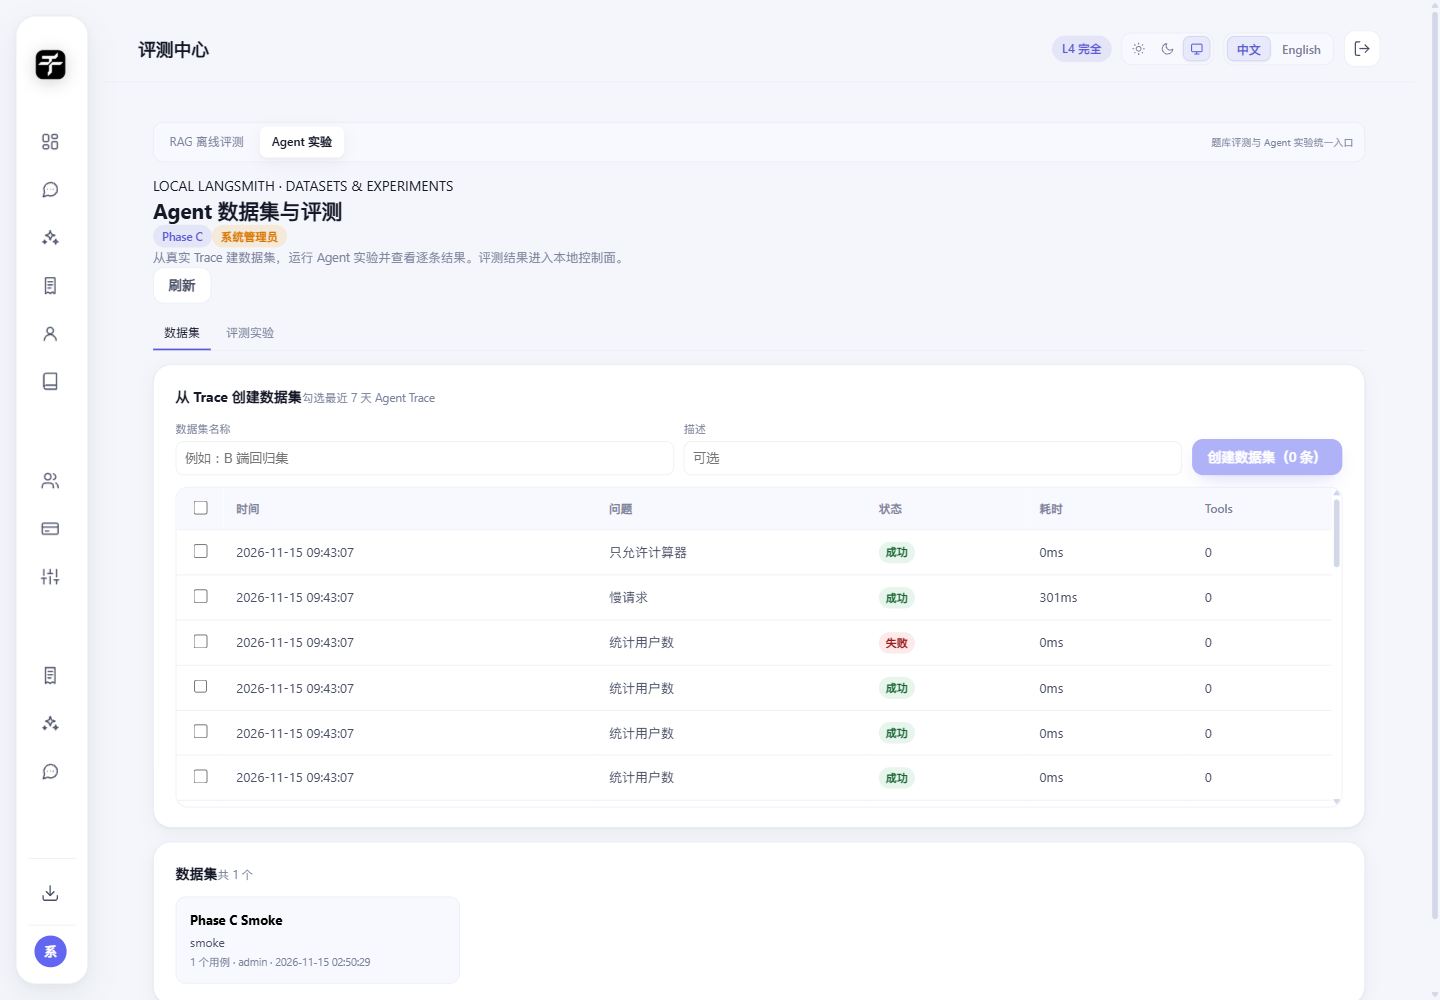 评测中心
L4 完全
中文
English
RAG 离线评测
Agent 实验
题库评测与 Agent 实验统一入口
LOCAL LANGSMITH · DATASETS & EXPERIMENTS
Agent 数据集与评测
Phase C
系统管理员
从真实 Trace 建数据集，运行 Agent 实验并查看逐条结果。评测结果进入本地控制面。
刷新
数据集
评测实验
从 Trace 创建数据集勾选最近 7 天 Agent Trace
数据集名称
描述
例如：B 端回归集
可选
创建数据集（0 条）
时间 问题 状态 耗时 Tools
2026-11-15 09:43:07 只允许计算器 成功 0ms 0
2026-11-15 09:43:07 慢请求 成功 301ms 0
2026-11-15 09:43:07 统计用户数 失败 0ms 0
2026-11-15 09:43:07 统计用户数 成功 0ms 0
2026-11-15 09:43:07 统计用户数 成功 0ms 0
2026-11-15 09:43:07 统计用户数 成功 0ms 0
数据集共 1 个
Phase C Smoke
smoke
1 个用例 · admin · 2026-11-15 02:50:29
系